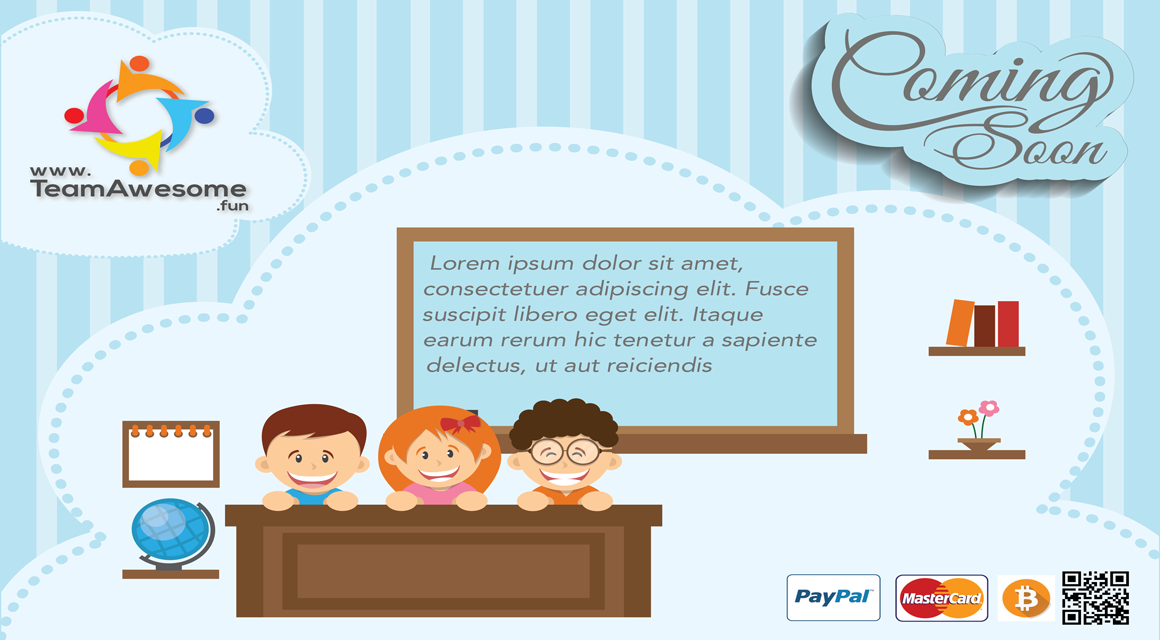 www.
TeamAwesome
.fun
Coming
Soon
Lorem ipsum dolor sit amet,
consectetuer adipiscing elit. Fusce
suscipit libero eget elit. Itaque
earum rerum hic tenetur a sapiente
delectus, ut aut reiciendis
PayPal™
MasterCard